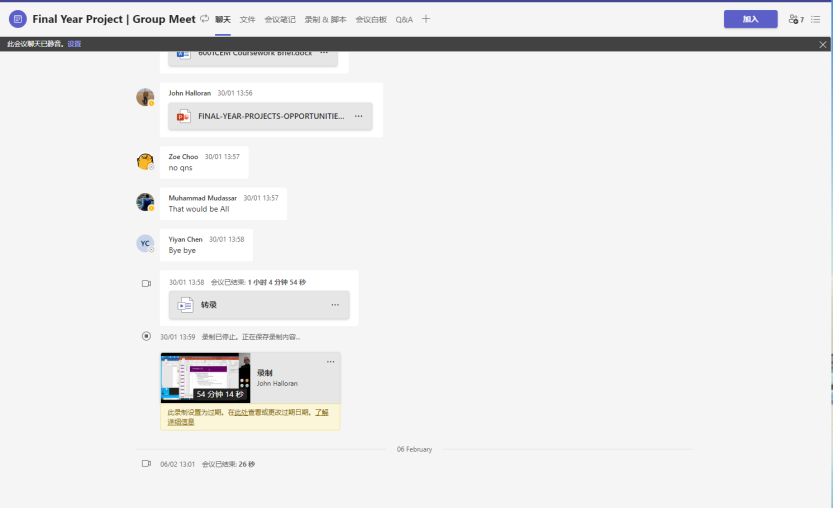 Final Year Project | Group Meet 聊天 文件 会议笔记 录制 & 脚本 会议白板 Q&A 加入 7
此会议聊天已静音。设置
6001CEM Coursework Brief.docx
John Halloran 30/01 13:56
FINAL-YEAR-PROJECTS-OPPORTUNITIE...
Zoe Choo 30/01 13:57
no qns
Muhammad Mudassar 30/01 13:57
That would be All
YC
Yiyan Chen 30/01 13:58
Bye bye
30/01 13:58 会议已结束: 1 小时 4 分钟 54 秒
转录
30/01 13:59 录制已停止。正在保存录制内容...
录制
John Halloran
54 分钟 14 秒
此录制设置为过期。在此处查看或更改过期日期。了解
详细信息
06 February
06/02 13:01 会议已结束: 26 秒